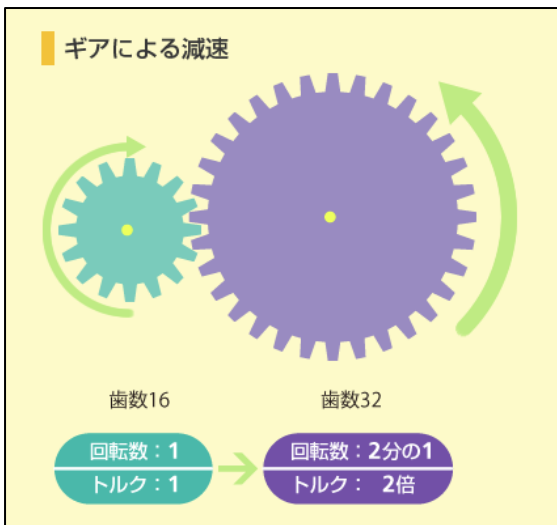 ギアによる減速
歯数16
歯数32
回転数：1
トルク：1
回転数：2分の1
トルク： 2倍